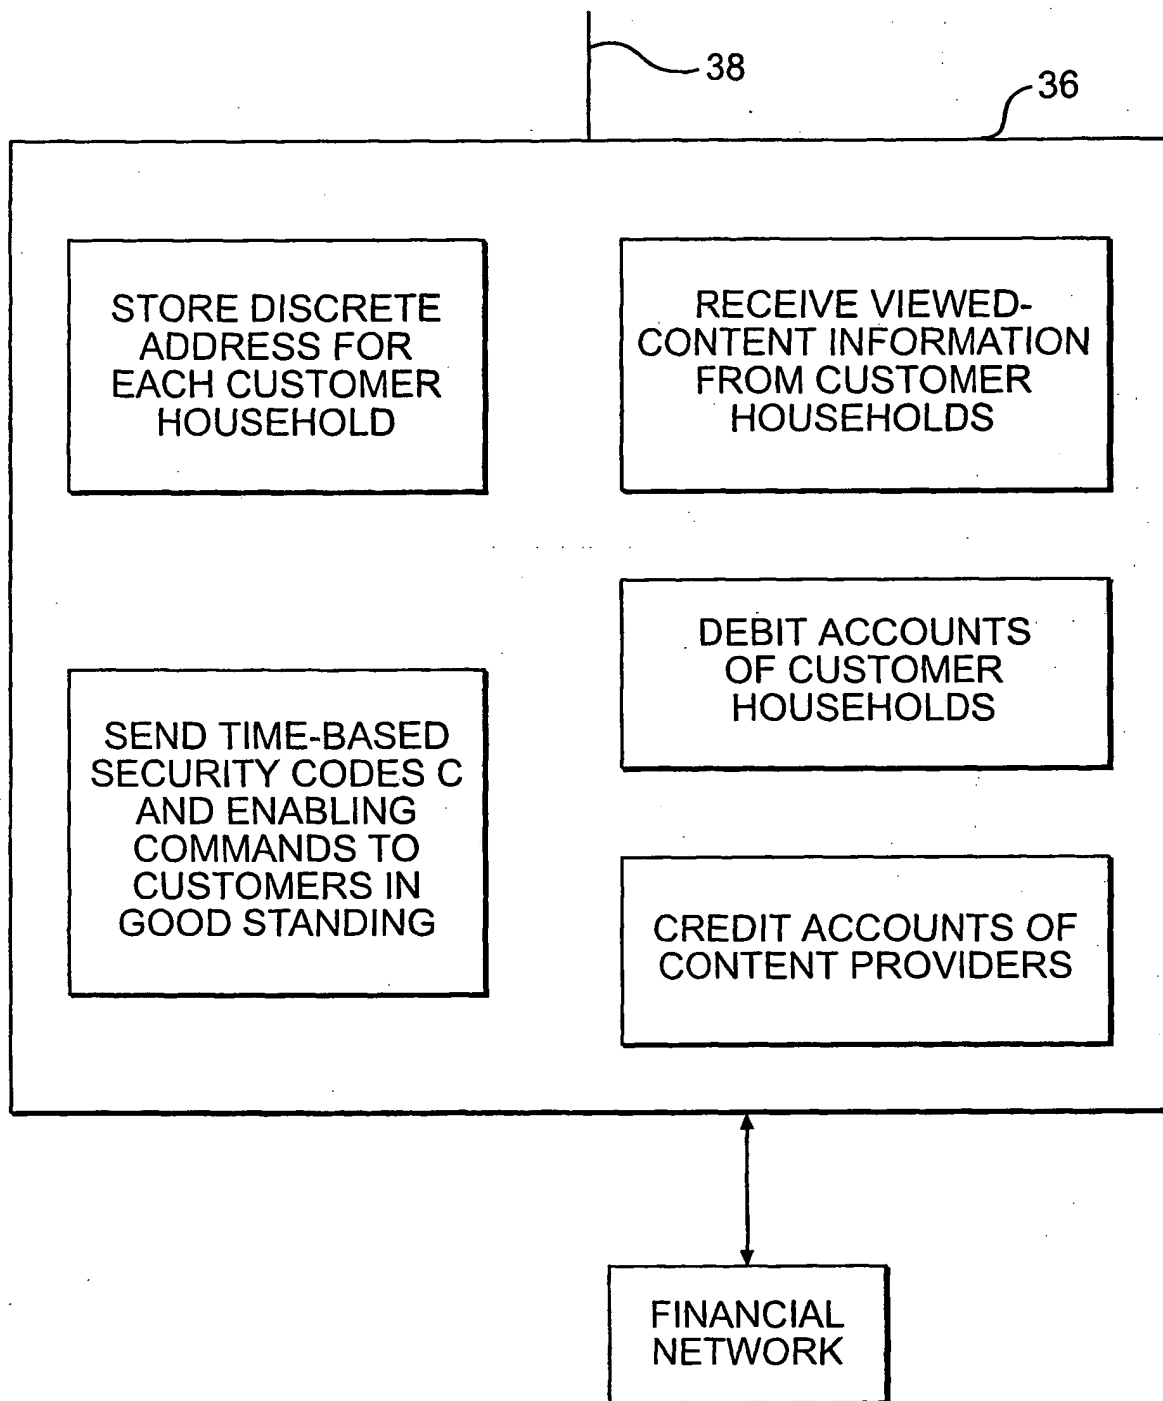 38
36
STORE DISCRETE
ADDRESS FOR
EACH CUSTOMER
HOUSEHOLD
RECEIVE VIEWED-
CONTENT INFORMATION
FROM CUSTOMER
HOUSEHOLDS
DEBIT ACCOUNTS
OF CUSTOMER
HOUSEHOLDS
SEND TIME-BASED
SECURITY CODES C
AND ENABLING
COMMANDS TO
CUSTOMERS IN
GOOD STANDING
CREDIT ACCOUNTS OF
CONTENT PROVIDERS
FINANCIAL
NETWORK